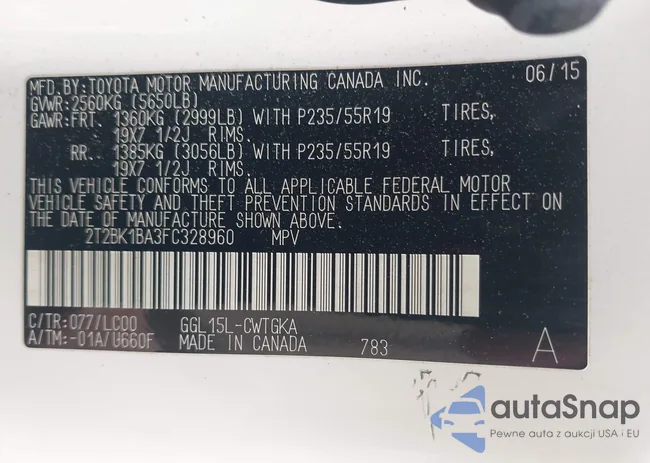 MFD.BY:TOYOTA MOTOR MANUFACTURING CANADA INC. 06/15
GVWR:2560KG (5650LB)
GAWR:FRT. 1360KG (2999LB) WITH P235/55R19 TIRES,
19X7 1/2J RIMS.
RR. 1385KG (3056LB) WITH P235/55R19 TIRES,
19X7 1/2J RIMS.
THIS VEHICLE CONFORMS TO ALL APPLICABLE FEDERAL MOTOR
VEHICLE SAFETY AND THEFT PREVENTION STANDARDS IN EFFECT ON
THE DATE OF MANUFACTURE SHOWN ABOVE.
2T2BK1BA3FC328960 MPV
C/TR:077/LC00 GGL15L-CWTGKA
A/TM:-01A/U660F MADE IN CANADA 783 A
autaSnap
Pewne auta z aukcji USA i EU